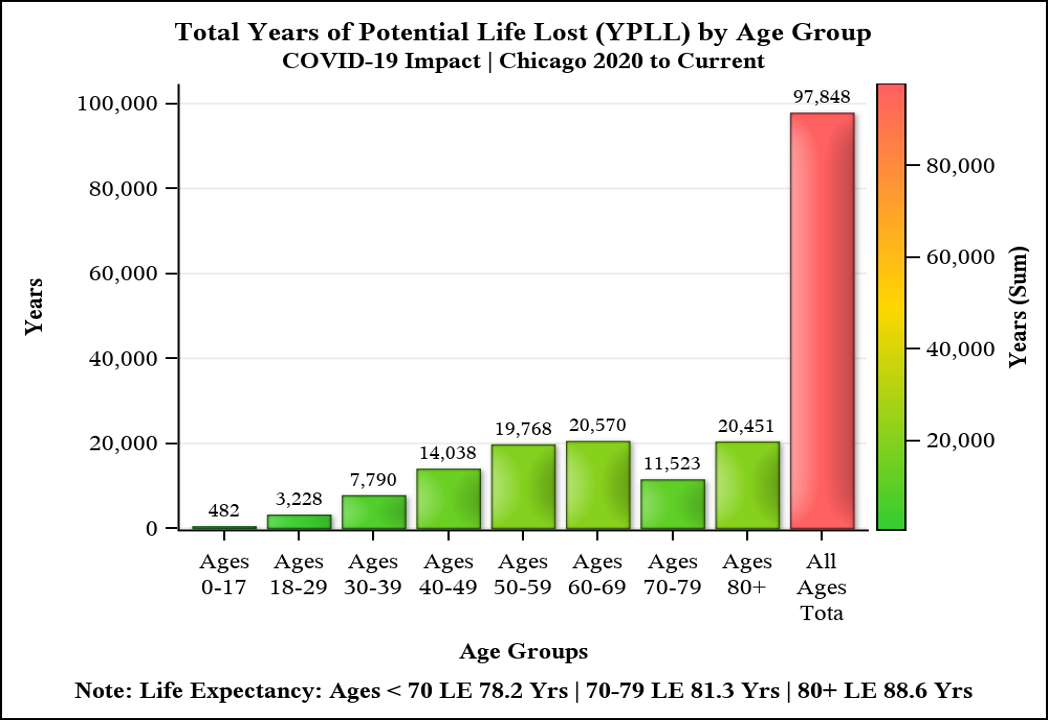 Total Years of Potential Life Lost (YPLL) by Age Group
COVID-19 Impact | Chicago 2020 to Current
100,000
80,000
60,000
40,000
20,000
0
Years
482
3,228
7,790
14,038
19,768
20,570
11,523
20,451
97,848
80,000
60,000
40,000
20,000
Years (Sum)
Ages 0-17
Ages 18-29
Ages 30-39
Ages 40-49
Ages 50-59
Ages 60-69
Ages 70-79
Ages 80+
All Ages Tota
Age Groups
Note: Life Expectancy: Ages < 70 LE 78.2 Yrs | 70-79 LE 81.3 Yrs | 80+ LE 88.6 Yrs